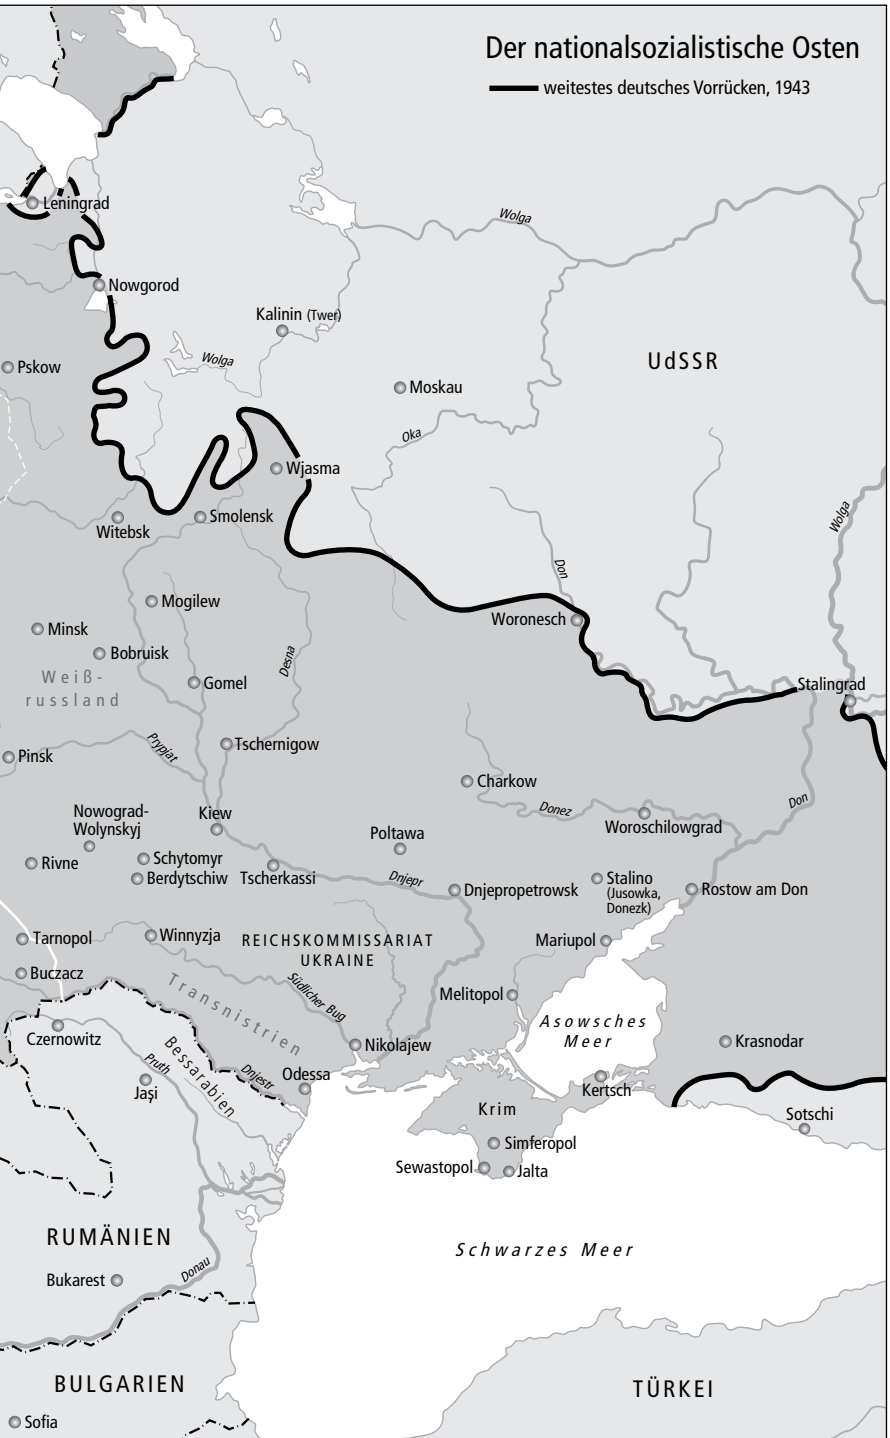 Der nationalsozialistische Osten
weitestes deutsches Vorrücken, 1943
Leningrad
Wolga
Nowgorod
Kalinin (Twer)
Wolga
UdSSR
Pskow
Moskau
Oka
Wjasma
Wolga
Smolensk
Witebsk
Don
Mogilew
Woronesch
Minsk
Bobruisk
Desna
Weiß-
russland
Gomel
Stalingrad
Prypjat
Tschernigow
Pinsk
Charkow
Don
Donez
Nowograd-
Wolynskyj
Kiew
Woroschilowgrad
Poltawa
Schytomyr
Rivne
Berdytschiw
Tscherkassi
Dnjepr
Dnjepropetrowsk
Stalino
(Jusowka,
Donezk)
Rostow am Don
Tarnopol
Winnyzja
REICHSKOMMISSARIAT
UKRAINE
Mariupol
Buczacz
Transnistrien
Südlicher Bug
Melitopol
Asowsches
Meer
Czernowitz
Bessarabien
Nikolajew
Krasnodar
Pruth
Dnjestr
Odessa
Jaşi
Kertsch
Krim
Sotschi
Simferopol
Sewastopol
Jalta
RUMÄNIEN
Schwarzes Meer
Donau
Bukarest
BULGARIEN
TÜRKEI
Sofia